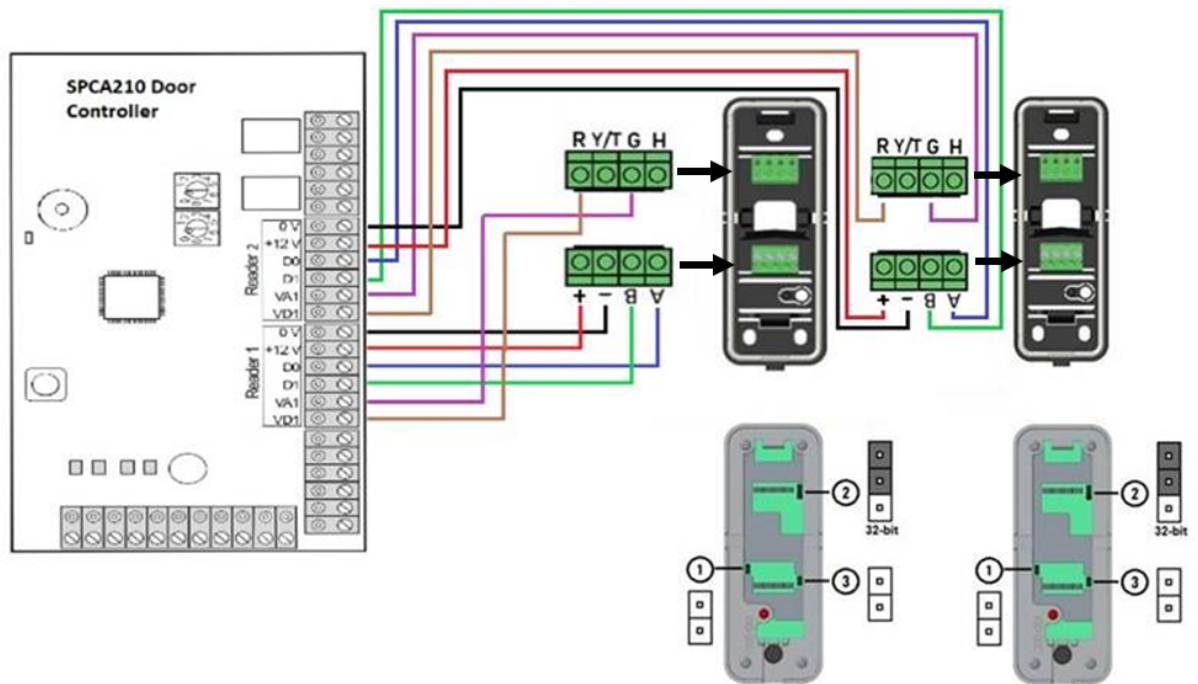 SPCA210 Door
Controller
Reader 2
0 V
+12 V
D0
D1
VA1
VD1
Reader 1
0 V
+12 V
D0
D1
VA1
VD1
R Y/T G H
+ − B A
R Y/T G H
+ − B A
2
32-bit
1
3
2
32-bit
1
3